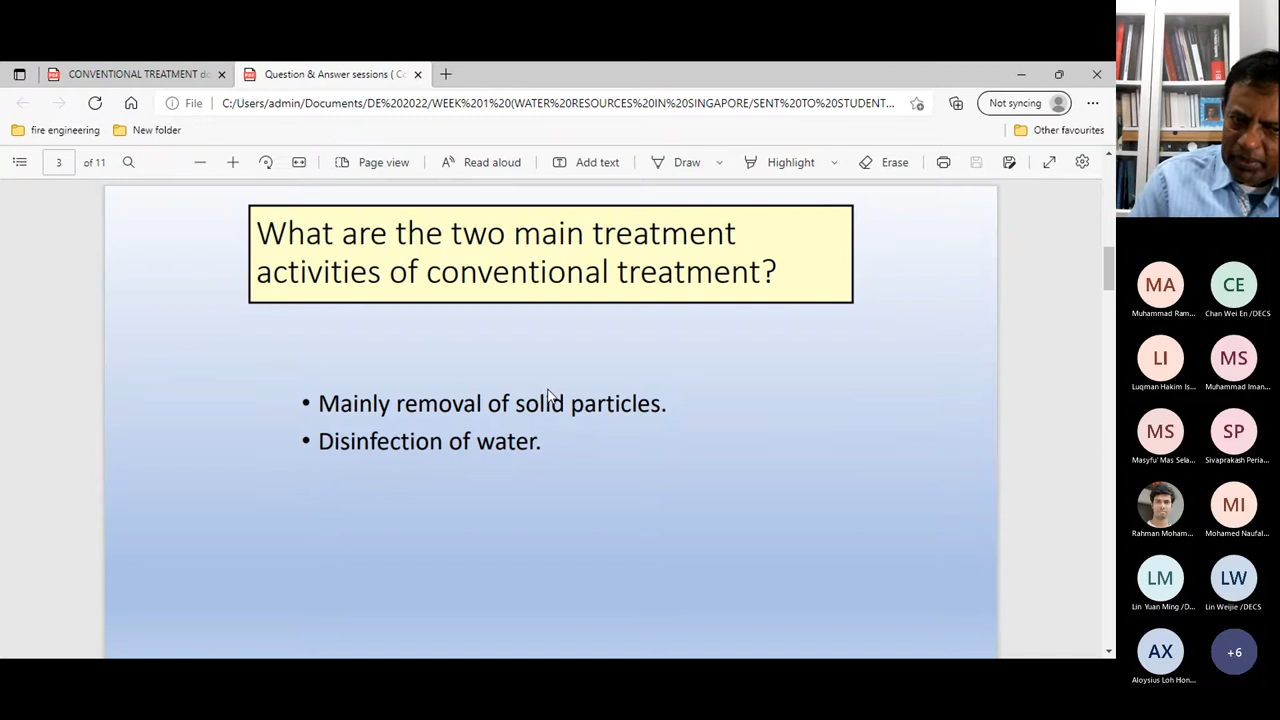 CONVENTIONAL TREATMENT do
Question & Answer sessions ( Co
File
C:/Users/admin/Documents/DE%202022/WEEK%201%20(WATER%20RESOURCES%20IN%20SINGAPORE/SENT%20TO%20STUDENT...
Not syncing
fire engineering
New folder
Other favourites
3 of 11
Page view
Read aloud
Add text
Draw
Highlight
Erase
What are the two main treatment
activities of conventional treatment?
• Mainly removal of solid particles.
• Disinfection of water.
MA
CE
Muhammad Ram...
Chan Wei En /DECS
LI
MS
Luqman Hakim Is...
Muhammad Iman...
MS
SP
Masyfu' Mas Sela...
Sivaprakash Peria...
MI
Rahman Moham...
Mohamed Naufal...
LM
LW
Lin Yuan Ming /D...
Lin Weijie /DECS
AX
+6
Aloysius Loh Hon...